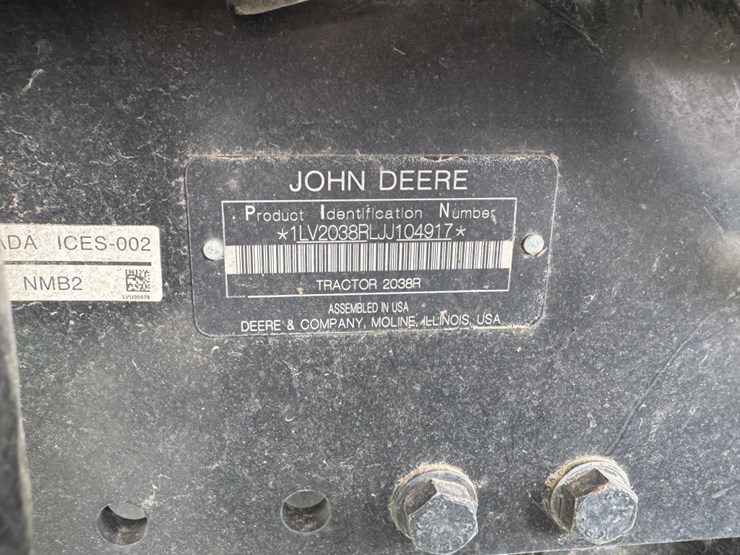 JOHN DEERE
Product Identification Number
*1LV2038RLJJ104917*
TRACTOR 2038R
ASSEMBLED IN USA
DEERE & COMPANY, MOLINE, ILLINOIS, USA
ADA ICES-002
NMB2